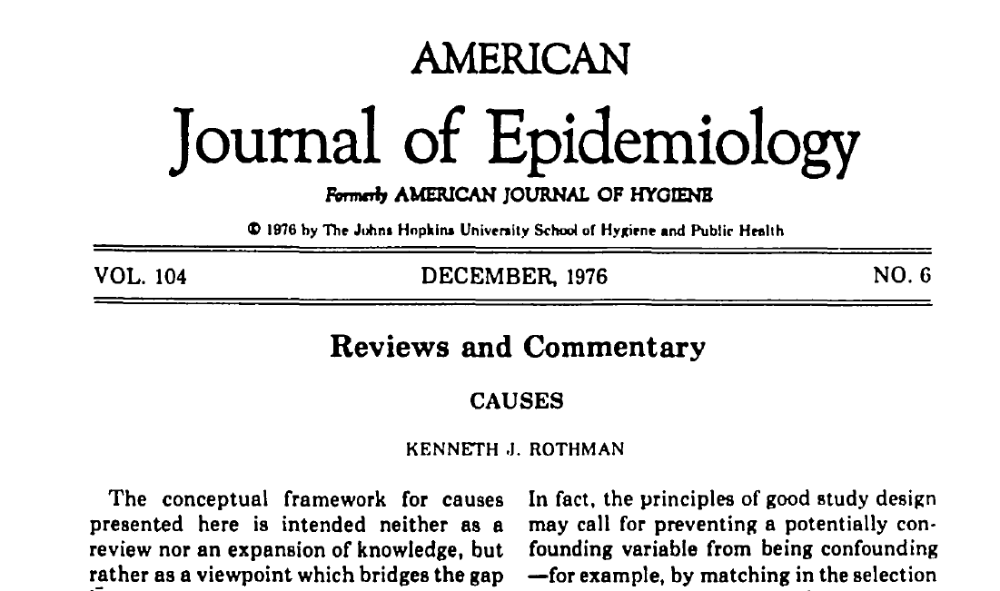 AMERICAN
Journal of Epidemiology
Formerly AMERICAN JOURNAL OF HYGIENE
© 1976 by The Johns Hopkins University School of Hygiene and Public Health
VOL. 104 DECEMBER, 1976 NO. 6
Reviews and Commentary
CAUSES
KENNETH J. ROTHMAN
The conceptual framework for causes
presented here is intended neither as a
review nor an expansion of knowledge, but
rather as a viewpoint which bridges the gap
In fact, the principles of good study design
may call for preventing a potentially con-
founding variable from being confounding
—for example, by matching in the selection